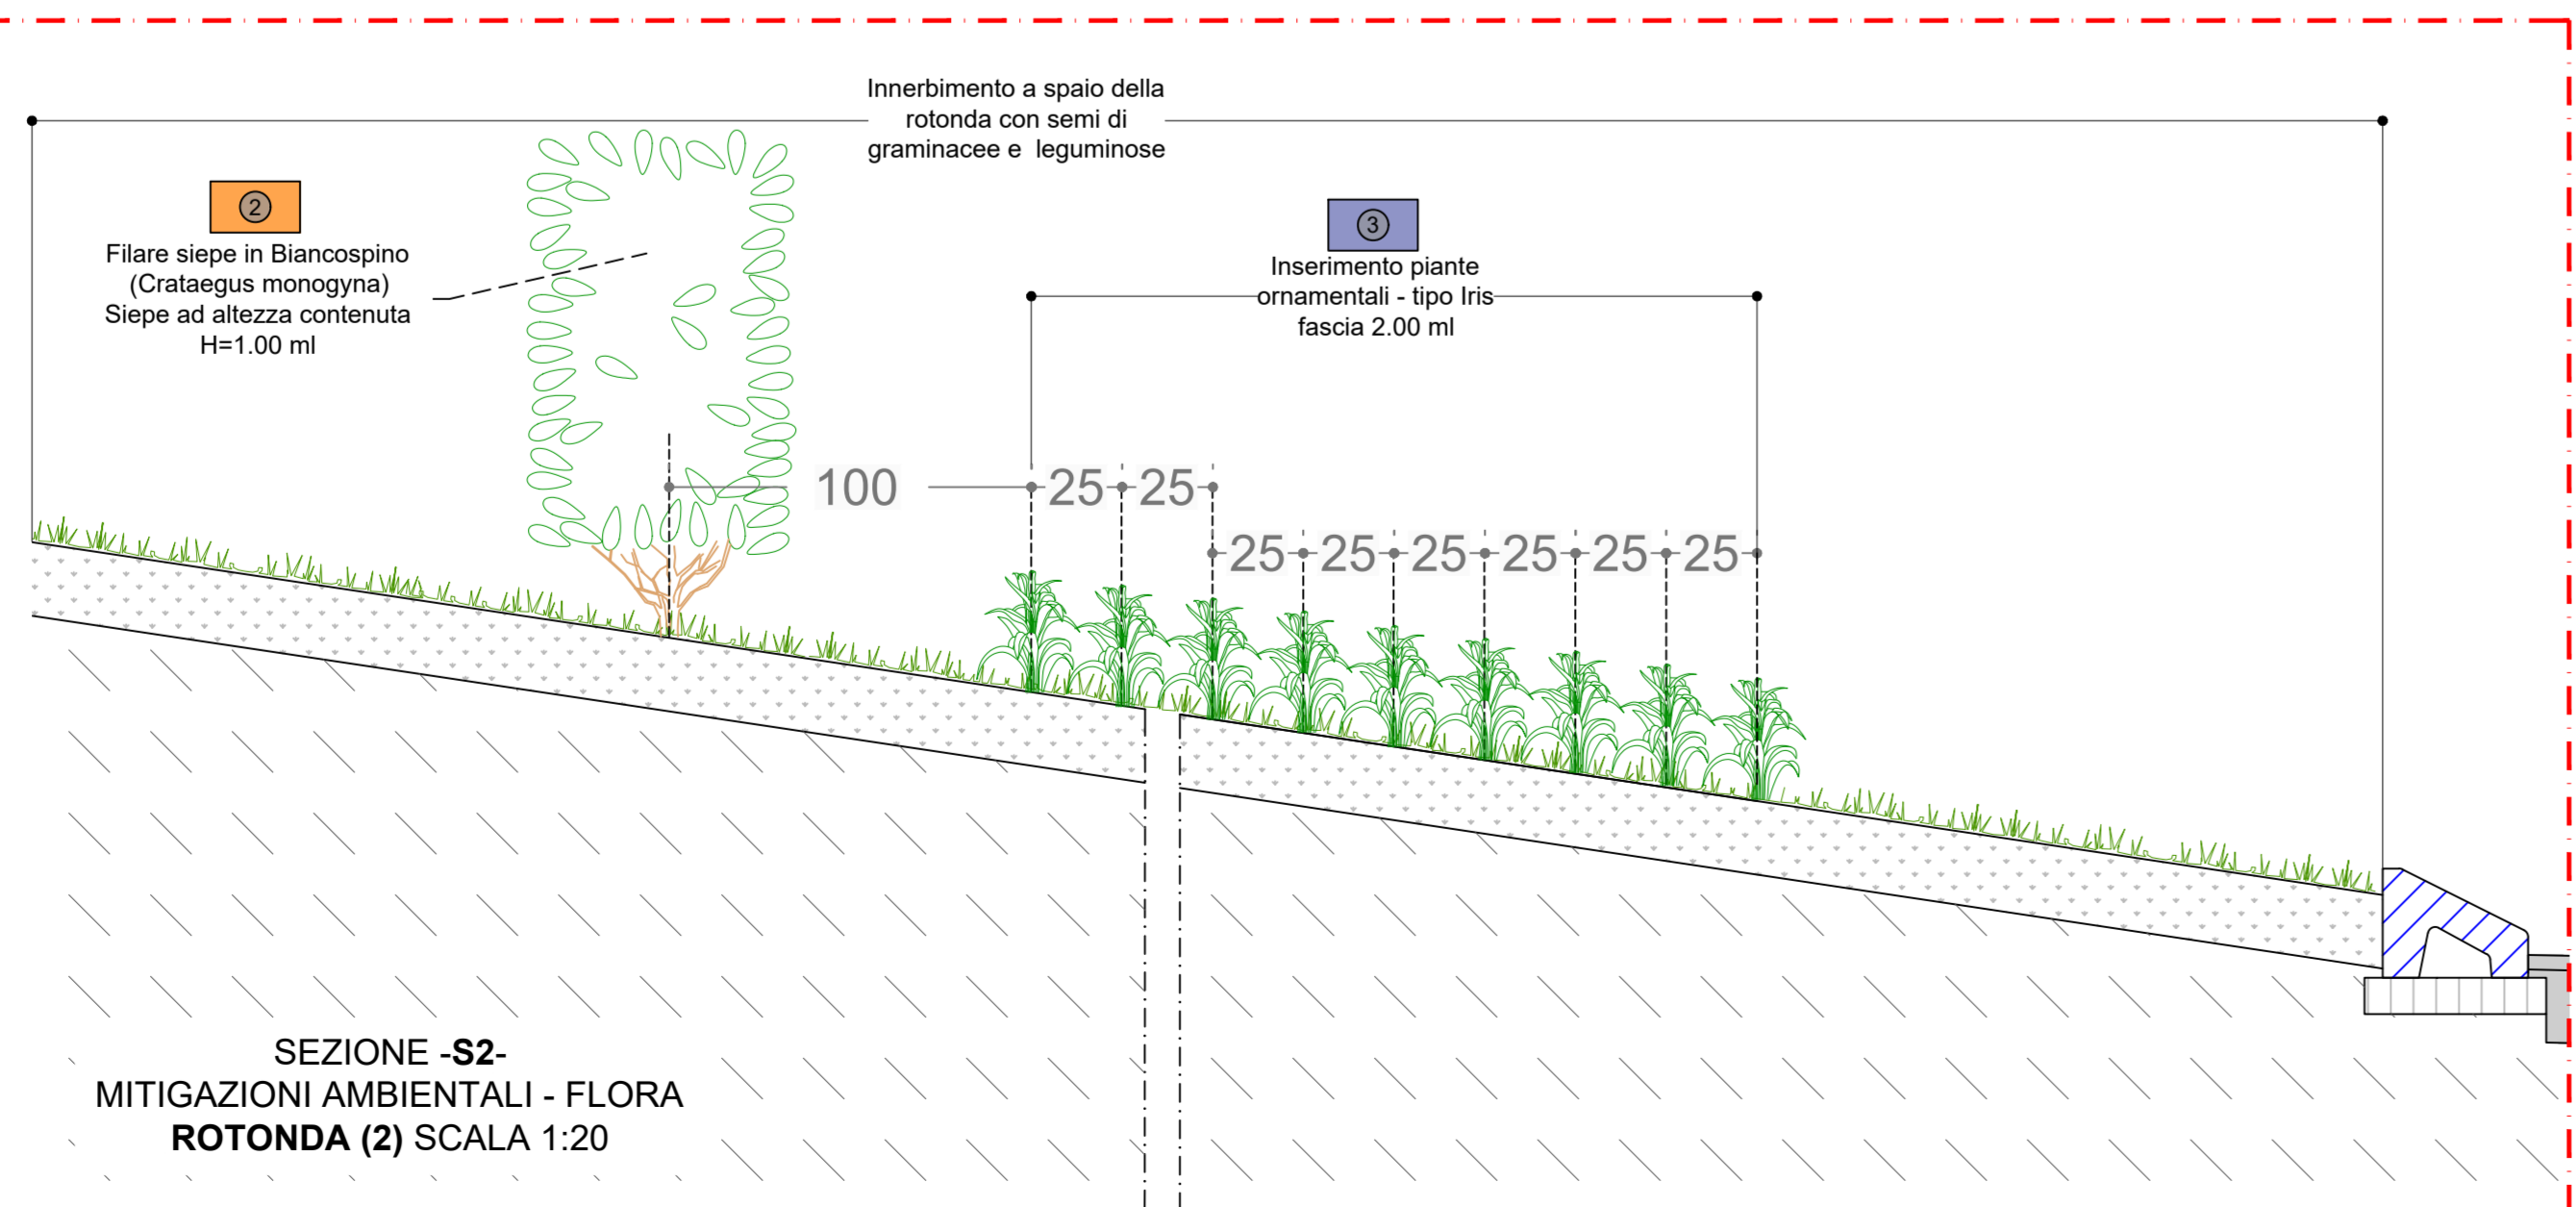 Innerbimento a spaio della
rotonda con semi di
graminacee e leguminose
2
Filare siepe in Biancospino
(Crataegus monogyna)
Siepe ad altezza contenuta
H=1.00 ml
3
Inserimento piante
ornamentali - tipo Iris
fascia 2.00 ml
100 25 25
25 25 25 25 25 25
SEZIONE -S2-
MITIGAZIONI AMBIENTALI - FLORA
ROTONDA (2) SCALA 1:20